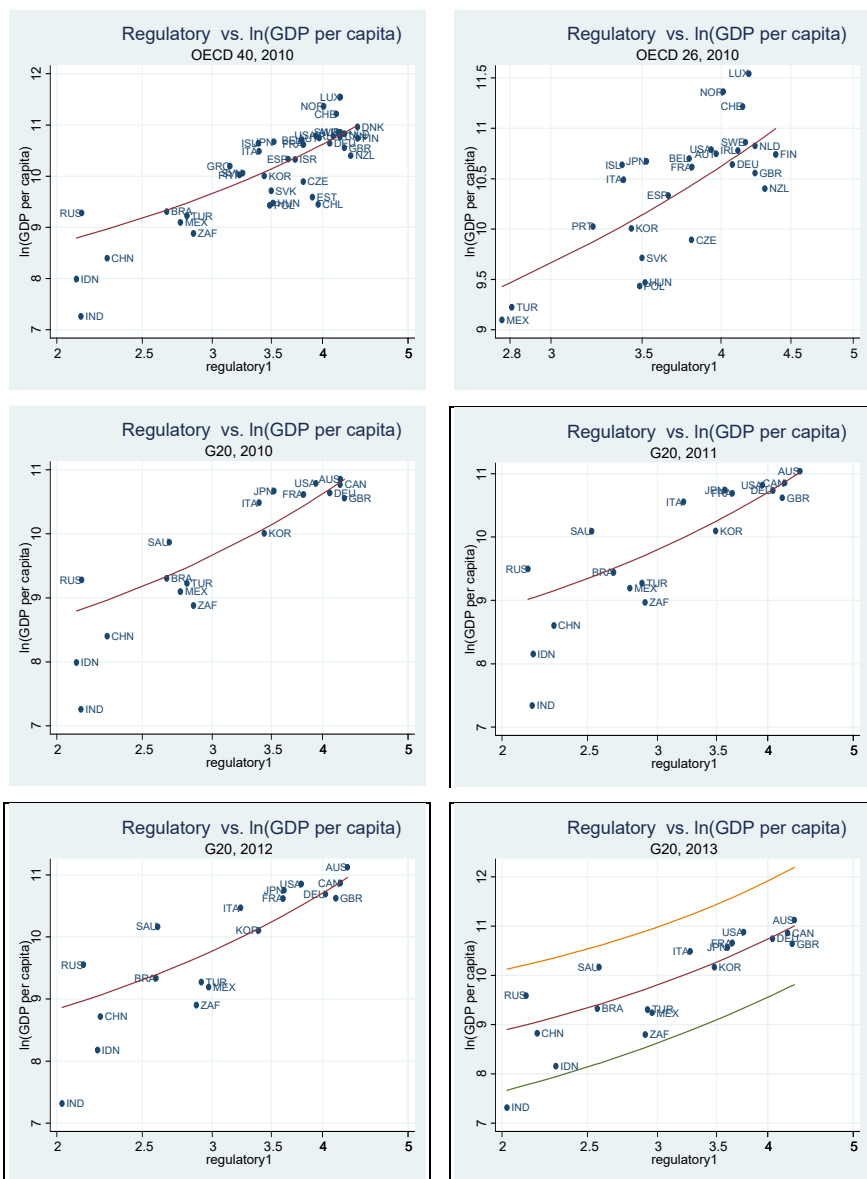 Regulatory vs. ln(GDP per capita)
OECD 40, 2010
ln(GDP per capita)
12
11
10
9
8
7
LUX
NOR
CHE
DNK
USA
NLD
FIN
ISL
JPN
BEL
FRA
DEU
GBR
ITA
NZL
GRC
ESP
ISR
PRT
KOR
CZE
SVK
EST
HUN
POL
CHL
RUS
BRA
TUR
MEX
ZAF
CHN
IDN
IND
2
2.5
3
3.5
4
5
regulatory1
Regulatory vs. ln(GDP per capita)
OECD 26, 2010
ln(GDP per capita)
11.5
11
10.5
10
9.5
9
LUX
NOR
CHE
SWE
USA
NLD
AUT
IRL
FIN
BEL
JPN
ISL
FRA
DEU
GBR
ITA
NZL
ESP
PRT
KOR
CZE
SVK
HUN
POL
TUR
MEX
2.8
3
3.5
4
4.5
5
regulatory1
Regulatory vs. ln(GDP per capita)
G20, 2010
ln(GDP per capita)
11
10
9
8
7
AUS
USA
CAN
JPN
FRA
DEU
GBR
ITA
KOR
SAU
RUS
BRA
TUR
MEX
ZAF
CHN
IDN
IND
2
2.5
3
3.5
4
5
regulatory1
Regulatory vs. ln(GDP per capita)
G20, 2011
ln(GDP per capita)
11
10
9
8
7
AUS
CAN
USA
JPN
FRA
DEU
GBR
ITA
SAU
KOR
RUS
BRA
TUR
MEX
ZAF
CHN
IDN
IND
2
2.5
3
3.5
4
5
regulatory1
Regulatory vs. ln(GDP per capita)
G20, 2012
ln(GDP per capita)
11
10
9
8
7
AUS
USA
CAN
JPN
DEU
FRA
GBR
ITA
SAU
KOR
RUS
BRA
TUR
MEX
ZAF
CHN
IDN
IND
2
2.5
3
3.5
4
5
regulatory1
Regulatory vs. ln(GDP per capita)
G20, 2013
ln(GDP per capita)
12
11
10
9
8
7
AUS
USA
CAN
DEU
FRA
GBR
JPN
ITA
SAU
KOR
RUS
BRA
TUR
MEX
ZAF
CHN
IDN
IND
2
2.5
3
3.5
4
5
regulatory1